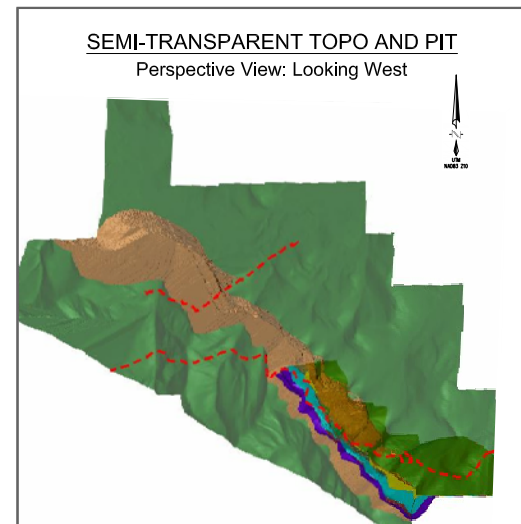 SEMI-TRANSPARENT TOPO AND PIT
Perspective View: Looking West
N
UTM
NAD83 Z10